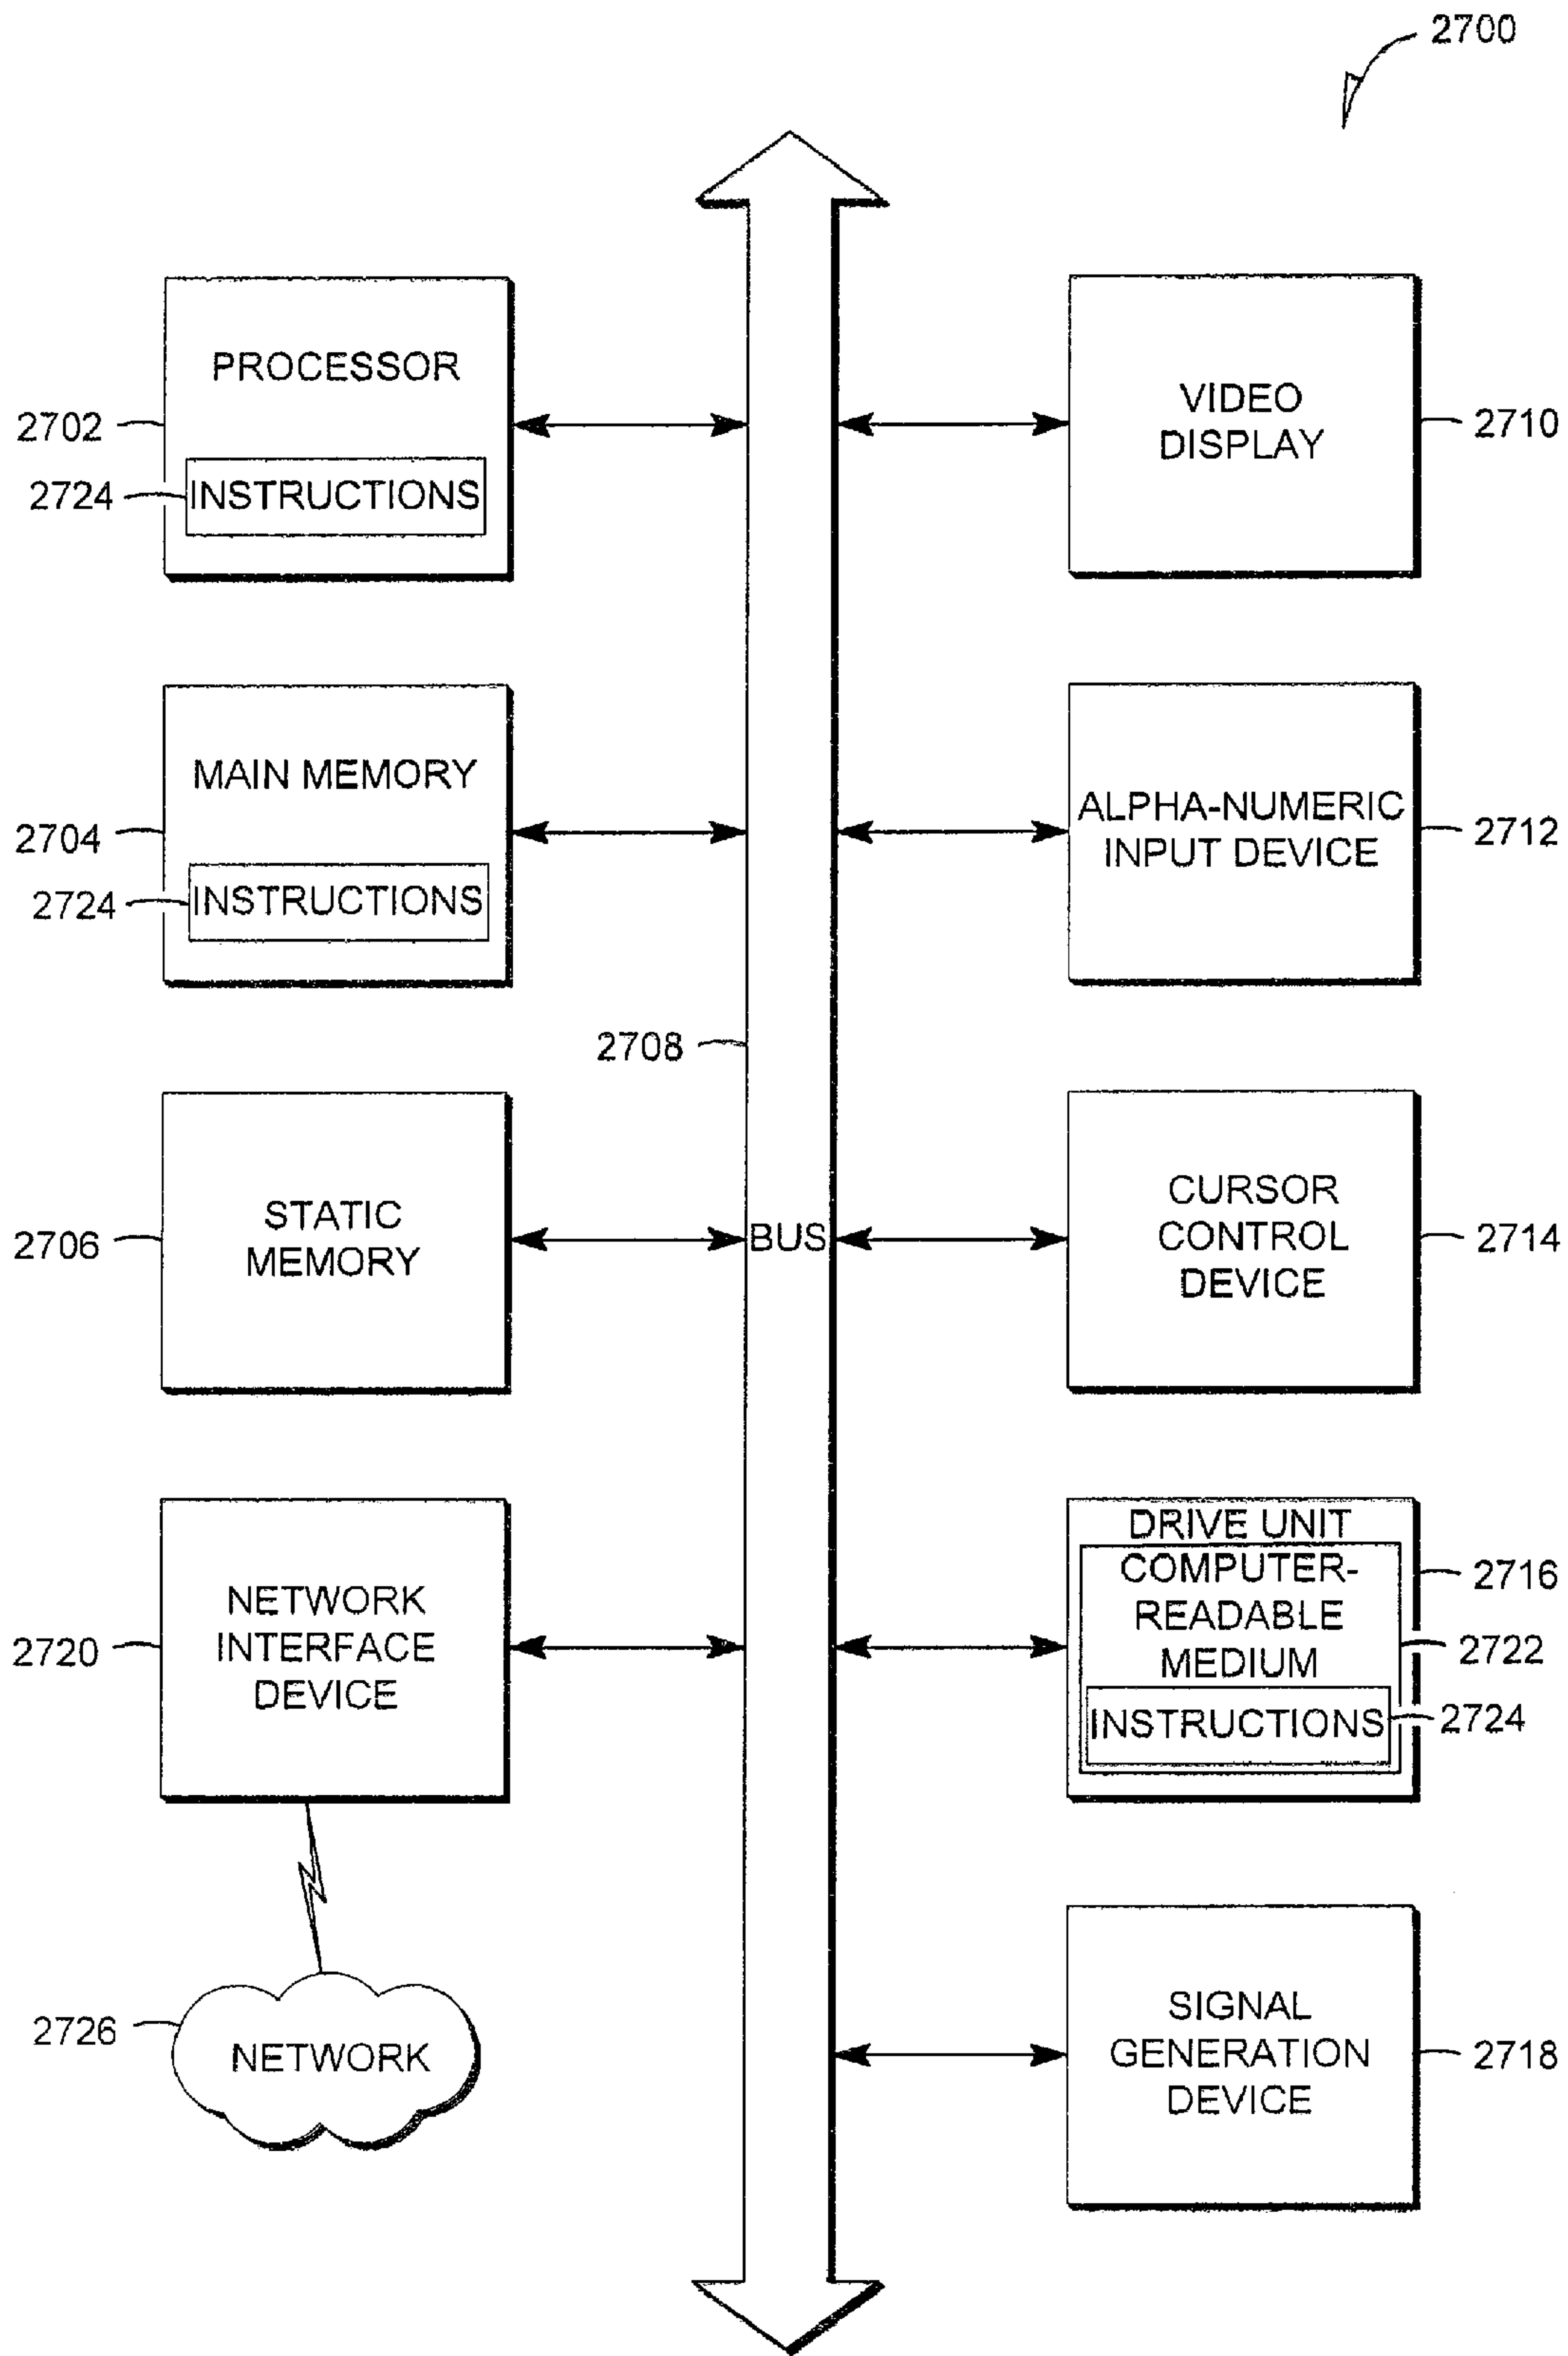 2700
PROCESSOR
2702
2724
INSTRUCTIONS
VIDEO
DISPLAY
2710
MAIN MEMORY
2704
2724
INSTRUCTIONS
ALPHA-NUMERIC
INPUT DEVICE
2712
2708
STATIC
MEMORY
2706
BUS
CURSOR
CONTROL
DEVICE
2714
NETWORK
INTERFACE
DEVICE
2720
DRIVE UNIT
COMPUTER-
READABLE
MEDIUM
INSTRUCTIONS
2716
2722
2724
2726
NETWORK
SIGNAL
GENERATION
DEVICE
2718